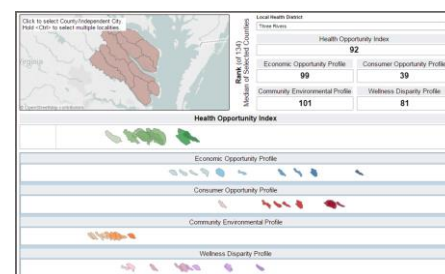 Click to select County/Independent City
Hold <Ctrl> to select multiple localities
Virginia
© OpenStreetMap contributors
Rank (of 134)
Median of Selected Counties
Local Health District
Three Rivers
Health Opportunity Index
92
Economic Opportunity Profile
Consumer Opportunity Profile
99
39
Community Environmental Profile
Wellness Disparity Profile
101
81
Health Opportunity Index
Economic Opportunity Profile
Consumer Opportunity Profile
Community Environmental Profile
Wellness Disparity Profile